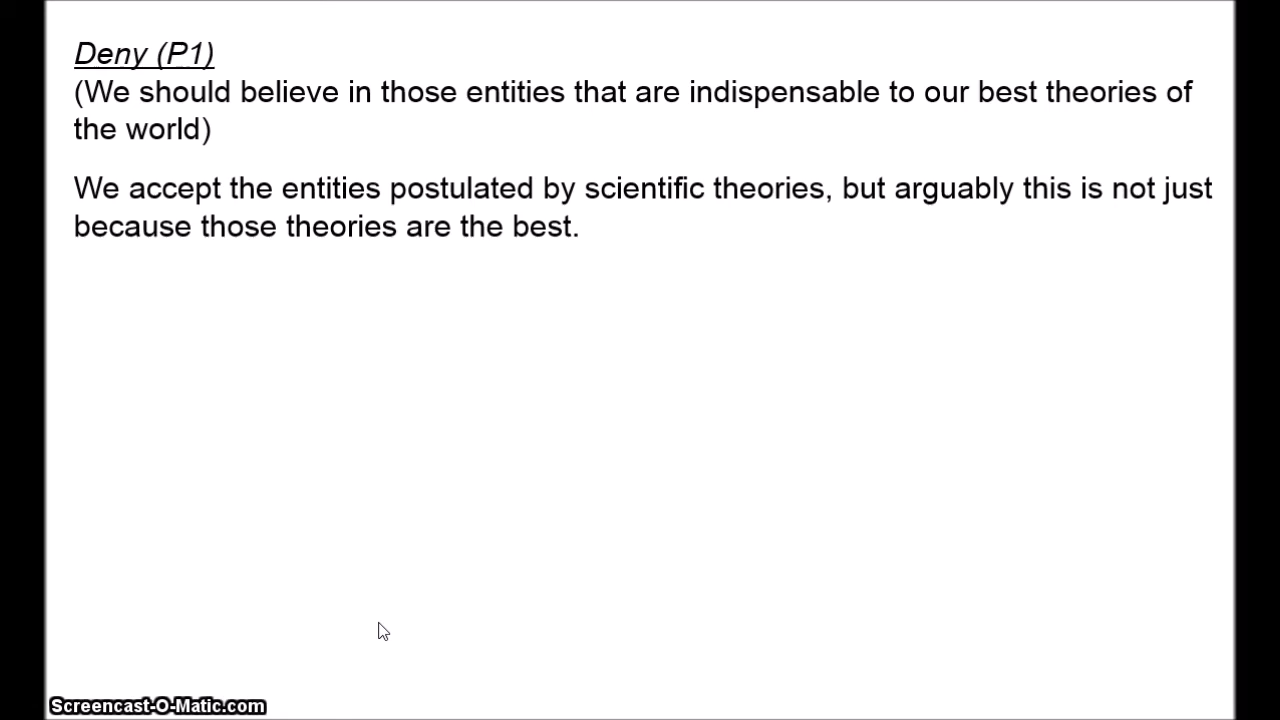 Deny (P1)
(We should believe in those entities that are indispensable to our best theories of
the world)
We accept the entities postulated by scientific theories, but arguably this is not just
because those theories are the best.
Screencast-O-Matic.com